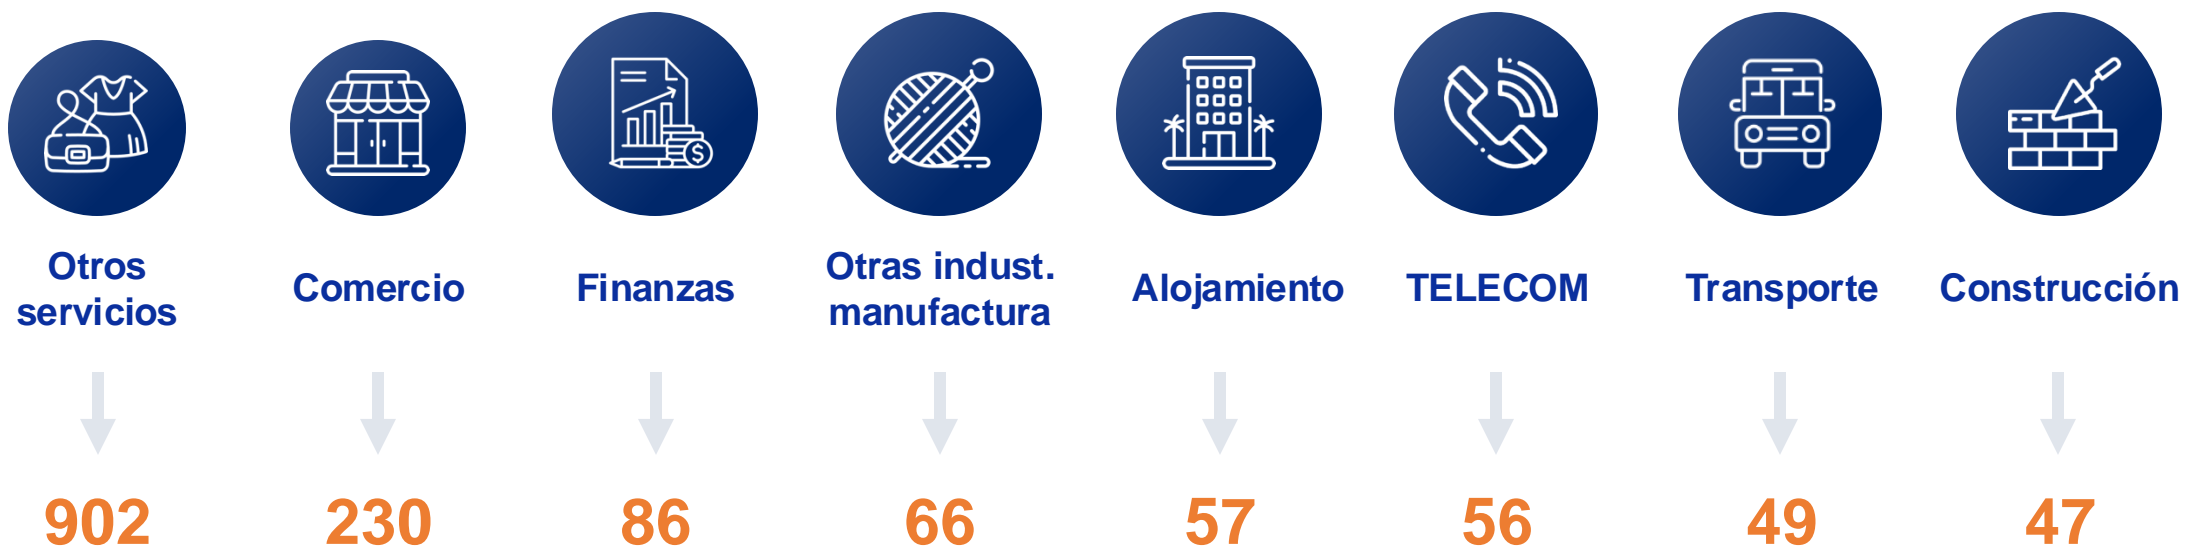 Otros
servicios
Comercio
Finanzas
Otras indust.
manufactura
Alojamiento
TELECOM
Transporte
Construcción
902
230
86
66
57
56
49
47